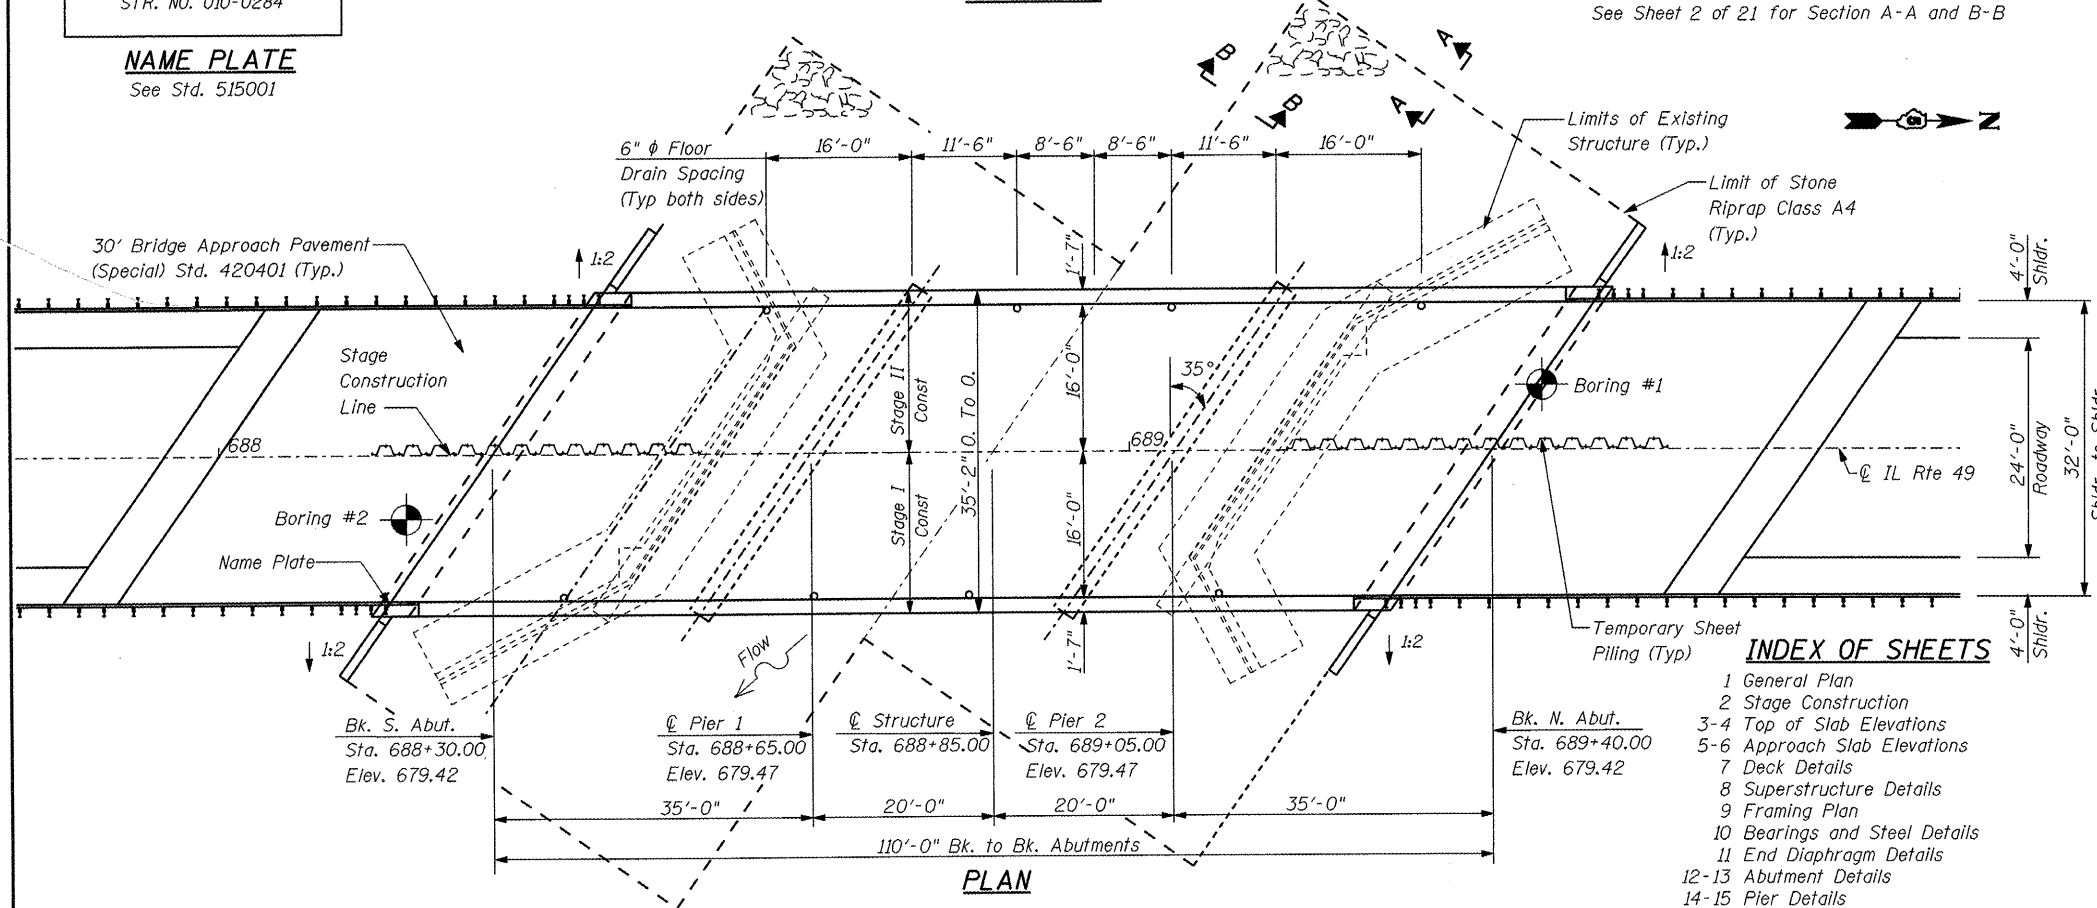 STR. NO. 010-0284
NAME PLATE
See Std. 515001
See Sheet 2 of 21 for Section A-A and B-B
B
A
B
A
N
Limits of Existing
Structure (Typ.)
Limit of Stone
Riprap Class A4
(Typ.)
6" ϕ Floor
Drain Spacing
(Typ both sides)
16'-0"
11'-6"
8'-6"
8'-6"
11'-6"
16'-0"
30' Bridge Approach Pavement
(Special) Std. 420401 (Typ.)
1:2
1'-7"
1:2
4'-0"
Shldr.
Stage
Construction
Line
Stage II
Const
35'-2" O. To O.
16'-0"
35°
Boring #1
688
689
24'-0"
Roadway
32'-0"
Shldr. to Shldr.
℄ IL Rte 49
Boring #2
Stage I
Const
16'-0"
Name Plate
1:2
Flow
1'-7"
1:2
Temporary Sheet
Piling (Typ)
4'-0"
Shldr.
Bk. S. Abut.
Sta. 688+30.00
Elev. 679.42
℄ Pier 1
Sta. 688+65.00
Elev. 679.47
℄ Structure
Sta. 688+85.00
℄ Pier 2
Sta. 689+05.00
Elev. 679.47
Bk. N. Abut.
Sta. 689+40.00
Elev. 679.42
35'-0"
20'-0"
20'-0"
35'-0"
110'-0" Bk. to Bk. Abutments
PLAN
INDEX OF SHEETS
1 General Plan
2 Stage Construction
3-4 Top of Slab Elevations
5-6 Approach Slab Elevations
7 Deck Details
8 Superstructure Details
9 Framing Plan
10 Bearings and Steel Details
11 End Diaphragm Details
12-13 Abutment Details
14-15 Pier Details